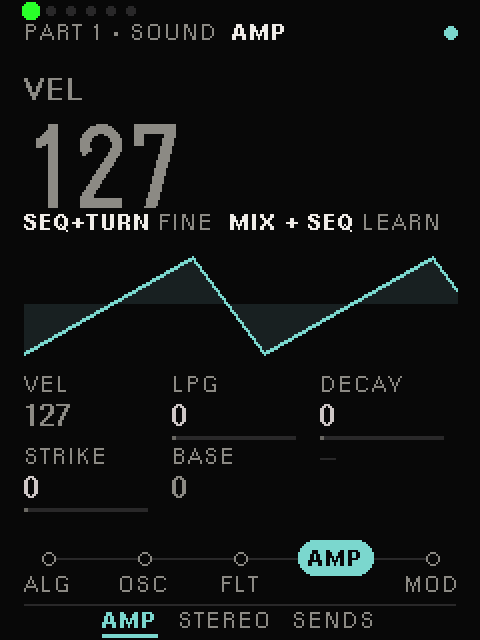 PART 1 · SOUND AMP
VEL
127
SEQ+TURN FINE MIX + SEQ LEARN
VEL LPG DECAY
127 0 0
STRIKE BASE —
0 0
AMP
ALG OSC FLT MOD
AMP STEREO SENDS